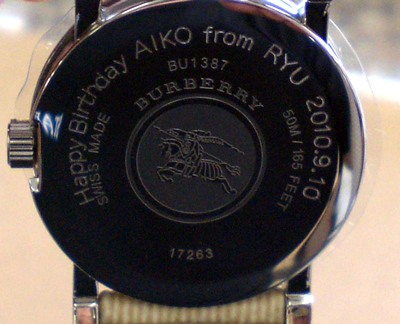 Happy Birthday AIKO from RYU 2010.9.10
BU1387
BURBERRY
SWISS MADE
50M / 165 FEET
17263